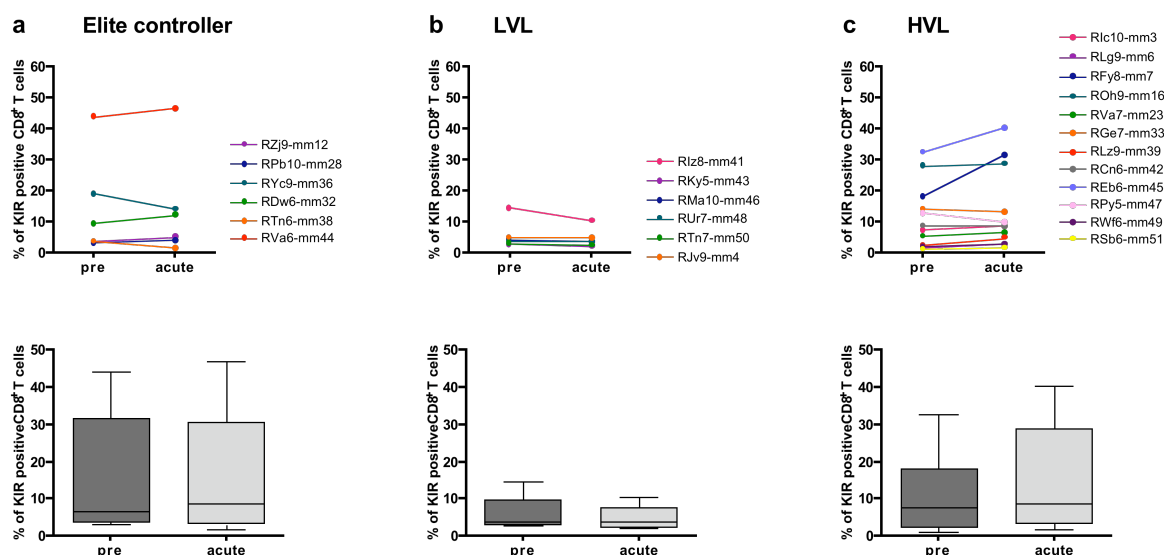 a Elite controller
% of KIR positive CD8+ T cells
60
50
40
30
20
10
0
pre acute
RZj9-mm12
RPb10-mm28
RYc9-mm36
RDw6-mm32
RTn6-mm38
RVa6-mm44
b LVL
% of KIR positive CD8+ T cells
60
50
40
30
20
10
0
pre acute
RIz8-mm41
RKy5-mm43
RMa10-mm46
RUr7-mm48
RTn7-mm50
RJv9-mm4
c HVL
% of KIR positive CD8+ T cells
60
50
40
30
20
10
0
pre acute
RIc10-mm3
RLg9-mm6
RFy8-mm7
ROh9-mm16
RVa7-mm23
RGe7-mm33
RLz9-mm39
RCn6-mm42
REb6-mm45
RPy5-mm47
RWf6-mm49
RSb6-mm51
% of KIR positiveCD8+ T cells
50
40
30
20
10
0
pre acute
% of KIR positiveCD8+ T cells
50
40
30
20
10
0
pre acute
% of KIR positiveCD8+ T cells
50
40
30
20
10
0
pre acute